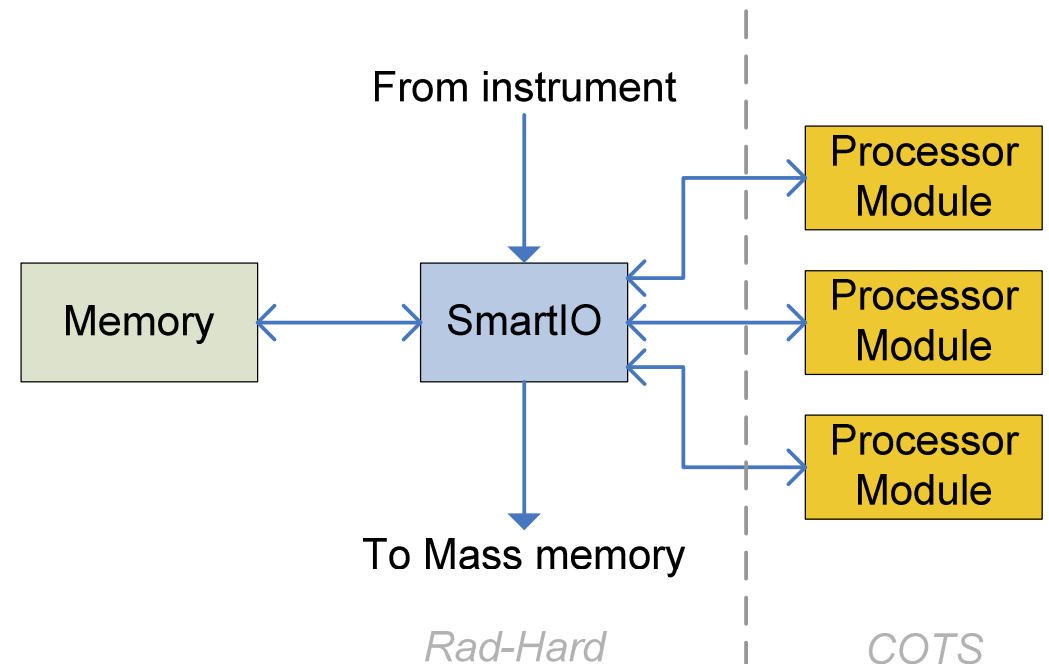 From instrument
Processor
Module
Memory
SmartIO
Processor
Module
Processor
Module
To Mass memory
Rad-Hard
COTS